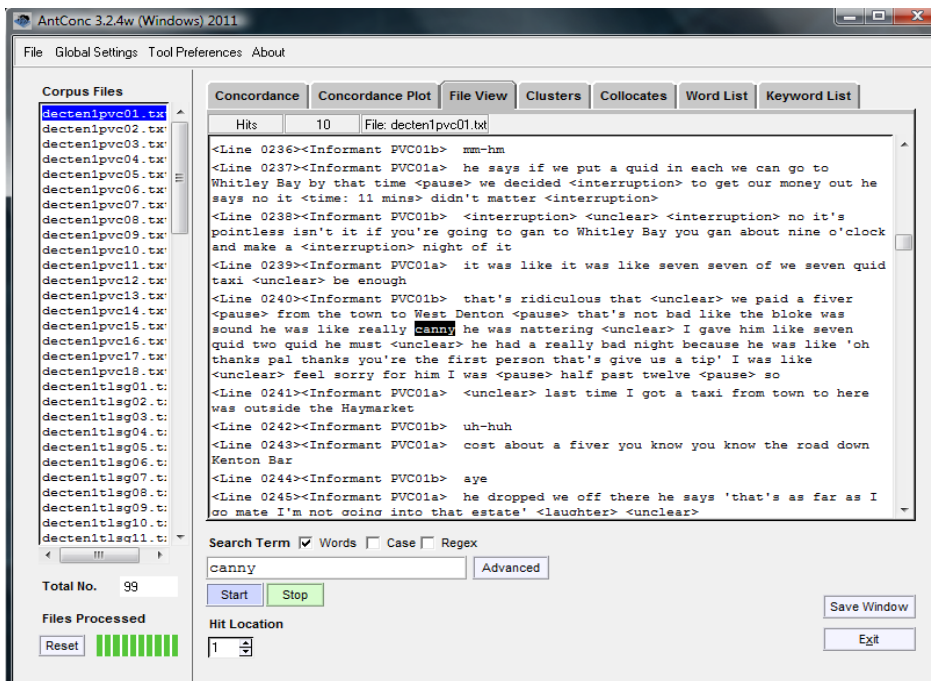 AntConc 3.2.4w (Windows) 2011
File Global Settings Tool Preferences About
Corpus Files
decten1pvc01.tx
decten1pvc02.tx
decten1pvc03.tx
decten1pvc04.tx
decten1pvc05.tx
decten1pvc06.tx
decten1pvc07.tx
decten1pvc08.tx
decten1pvc09.tx
decten1pvc10.tx
decten1pvc11.tx
decten1pvc12.tx
decten1pvc13.tx
decten1pvc14.tx
decten1pvc15.tx
decten1pvc16.tx
decten1pvc17.tx
decten1pvc18.tx
decten1tlsg01.t
decten1tlsg02.t
decten1tlsg03.t
decten1tlsg04.t
decten1tlsg05.t
decten1tlsg06.t
decten1tlsg07.t
decten1tlsg08.t
decten1tlsg09.t
decten1tlsg10.t
decten1tlsg11.t
Total No. 99
Files Processed
Reset
Concordance Concordance Plot File View Clusters Collocates Word List Keyword List
Hits 10 File: decten1pvc01.txt
<Line 0236><Informant PVC01b> mm-hm
<Line 0237><Informant PVC01a> he says if we put a quid in each we can go to
Whitley Bay by that time <pause> we decided <interruption> to get our money out he
says no it <time: 11 mins> didn't matter <interruption>
<Line 0238><Informant PVC01b> <interruption> <unclear> <interruption> no it's
pointless isn't it if you're going to gan to Whitley Bay you gan about nine o'clock
and make a <interruption> night of it
<Line 0239><Informant PVC01a> it was like it was like seven seven of we seven quid
taxi <unclear> be enough
<Line 0240><Informant PVC01b> that's ridiculous that <unclear> we paid a fiver
<pause> from the town to West Denton <pause> that's not bad like the bloke was
sound he was like really canny he was nattering <unclear> I gave him like seven
quid two quid he must <unclear> he had a really bad night because he was like 'oh
thanks pal thanks you're the first person that's give us a tip' I was like
<unclear> feel sorry for him I was <pause> half past twelve <pause> so
<Line 0241><Informant PVC01a> <unclear> last time I got a taxi from town to here
was outside the Haymarket
<Line 0242><Informant PVC01b> uh-huh
<Line 0243><Informant PVC01a> cost about a fiver you know you know the road down
Kenton Bar
<Line 0244><Informant PVC01b> aye
<Line 0245><Informant PVC01a> he dropped we off there he says 'that's as far as I
go mate I'm not going into that estate' <laughter> <unclear>
Search Term Words Case Regex
canny
Advanced
Start Stop
Hit Location
1
Save Window
Exit